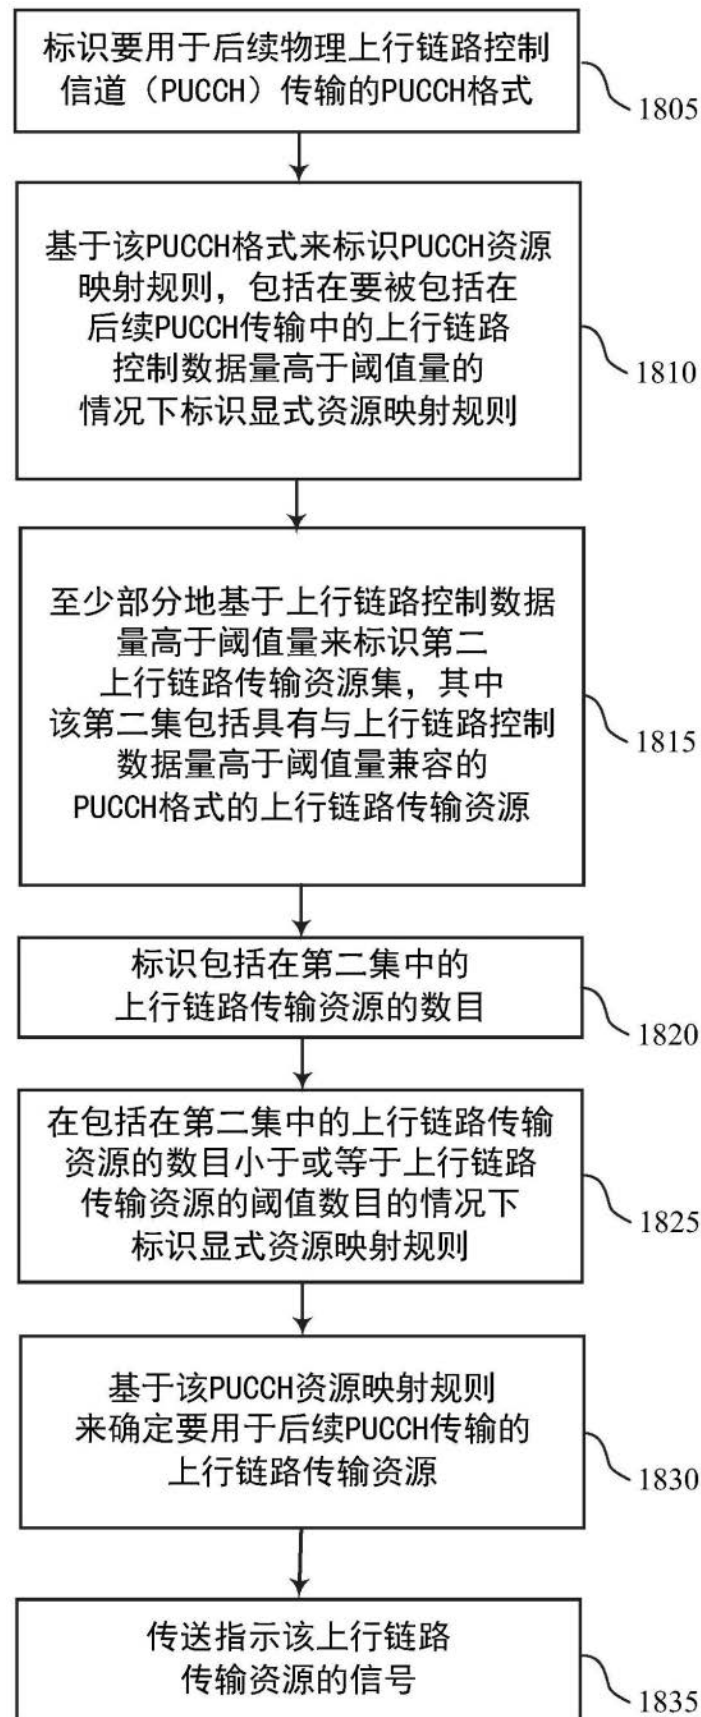 标识要用于后续物理上行链路控制
信道（PUCCH）传输的PUCCH格式
1805
基于该PUCCH格式来标识PUCCH资源
映射规则，包括在要被包括在
后续PUCCH传输中的上行链路
控制数据量高于阈值量的
情况下标识显式资源映射规则
1810
至少部分地基于上行链路控制数据
量高于阈值量来标识第二
上行链路传输资源集，其中
该第二集包括具有与上行链路控制
数据量高于阈值量兼容的
PUCCH格式的上行链路传输资源
1815
标识包括在第二集中的
上行链路传输资源的数目
1820
在包括在第二集中的上行链路传输
资源的数目小于或等于上行链路
传输资源的阈值数目的情况下
标识显式资源映射规则
1825
基于该PUCCH资源映射规则
来确定要用于后续PUCCH传输的
上行链路传输资源
1830
传送指示该上行链路
传输资源的信号
1835